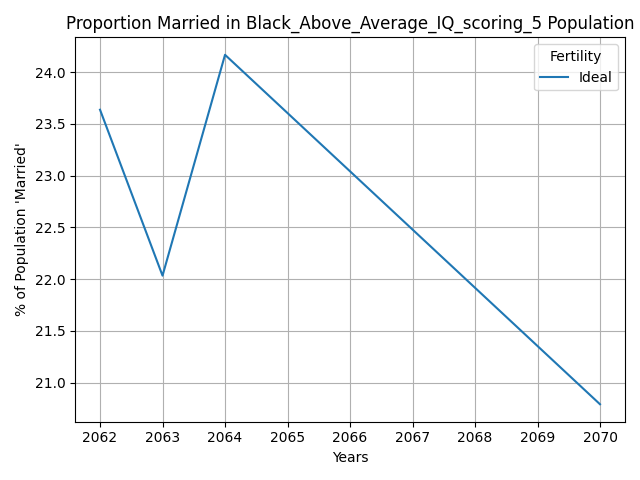 Proportion Married in Black_Above_Average_IQ_scoring_5 Population
Fertility
Ideal
24.0
23.5
23.0
22.5
22.0
21.5
21.0
% of Population 'Married'
2062 2063 2064 2065 2066 2067 2068 2069 2070
Years